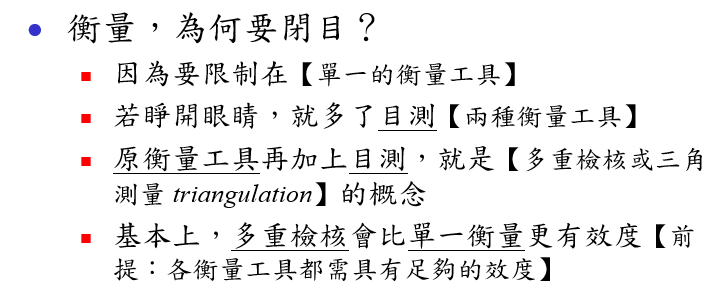 衡量，為何要閉目？
因為要限制在【單一的衡量工具】
若睜開眼睛，就多了目測【兩種衡量工具】
原衡量工具再加上目測，就是【多重檢核或三角
測量 triangulation】的概念
基本上，多重檢核會比單一衡量更有效度【前
提：各衡量工具都需具有足夠的效度】